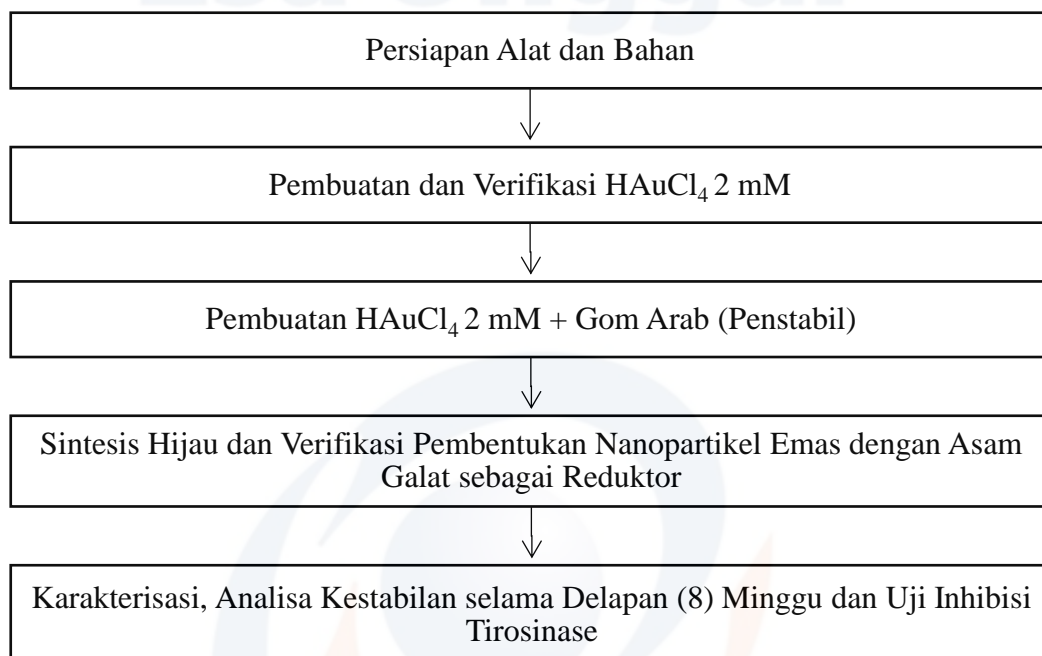 Esa Unggul
Persiapan Alat dan Bahan
Pembuatan dan Verifikasi HAuCl₄ 2 mM
Pembuatan HAuCl₄ 2 mM + Gom Arab (Penstabil)
Sintesis Hijau dan Verifikasi Pembentukan Nanopartikel Emas dengan Asam
Galat sebagai Reduktor
Karakterisasi, Analisa Kestabilan selama Delapan (8) Minggu dan Uji Inhibisi
Tirosinase